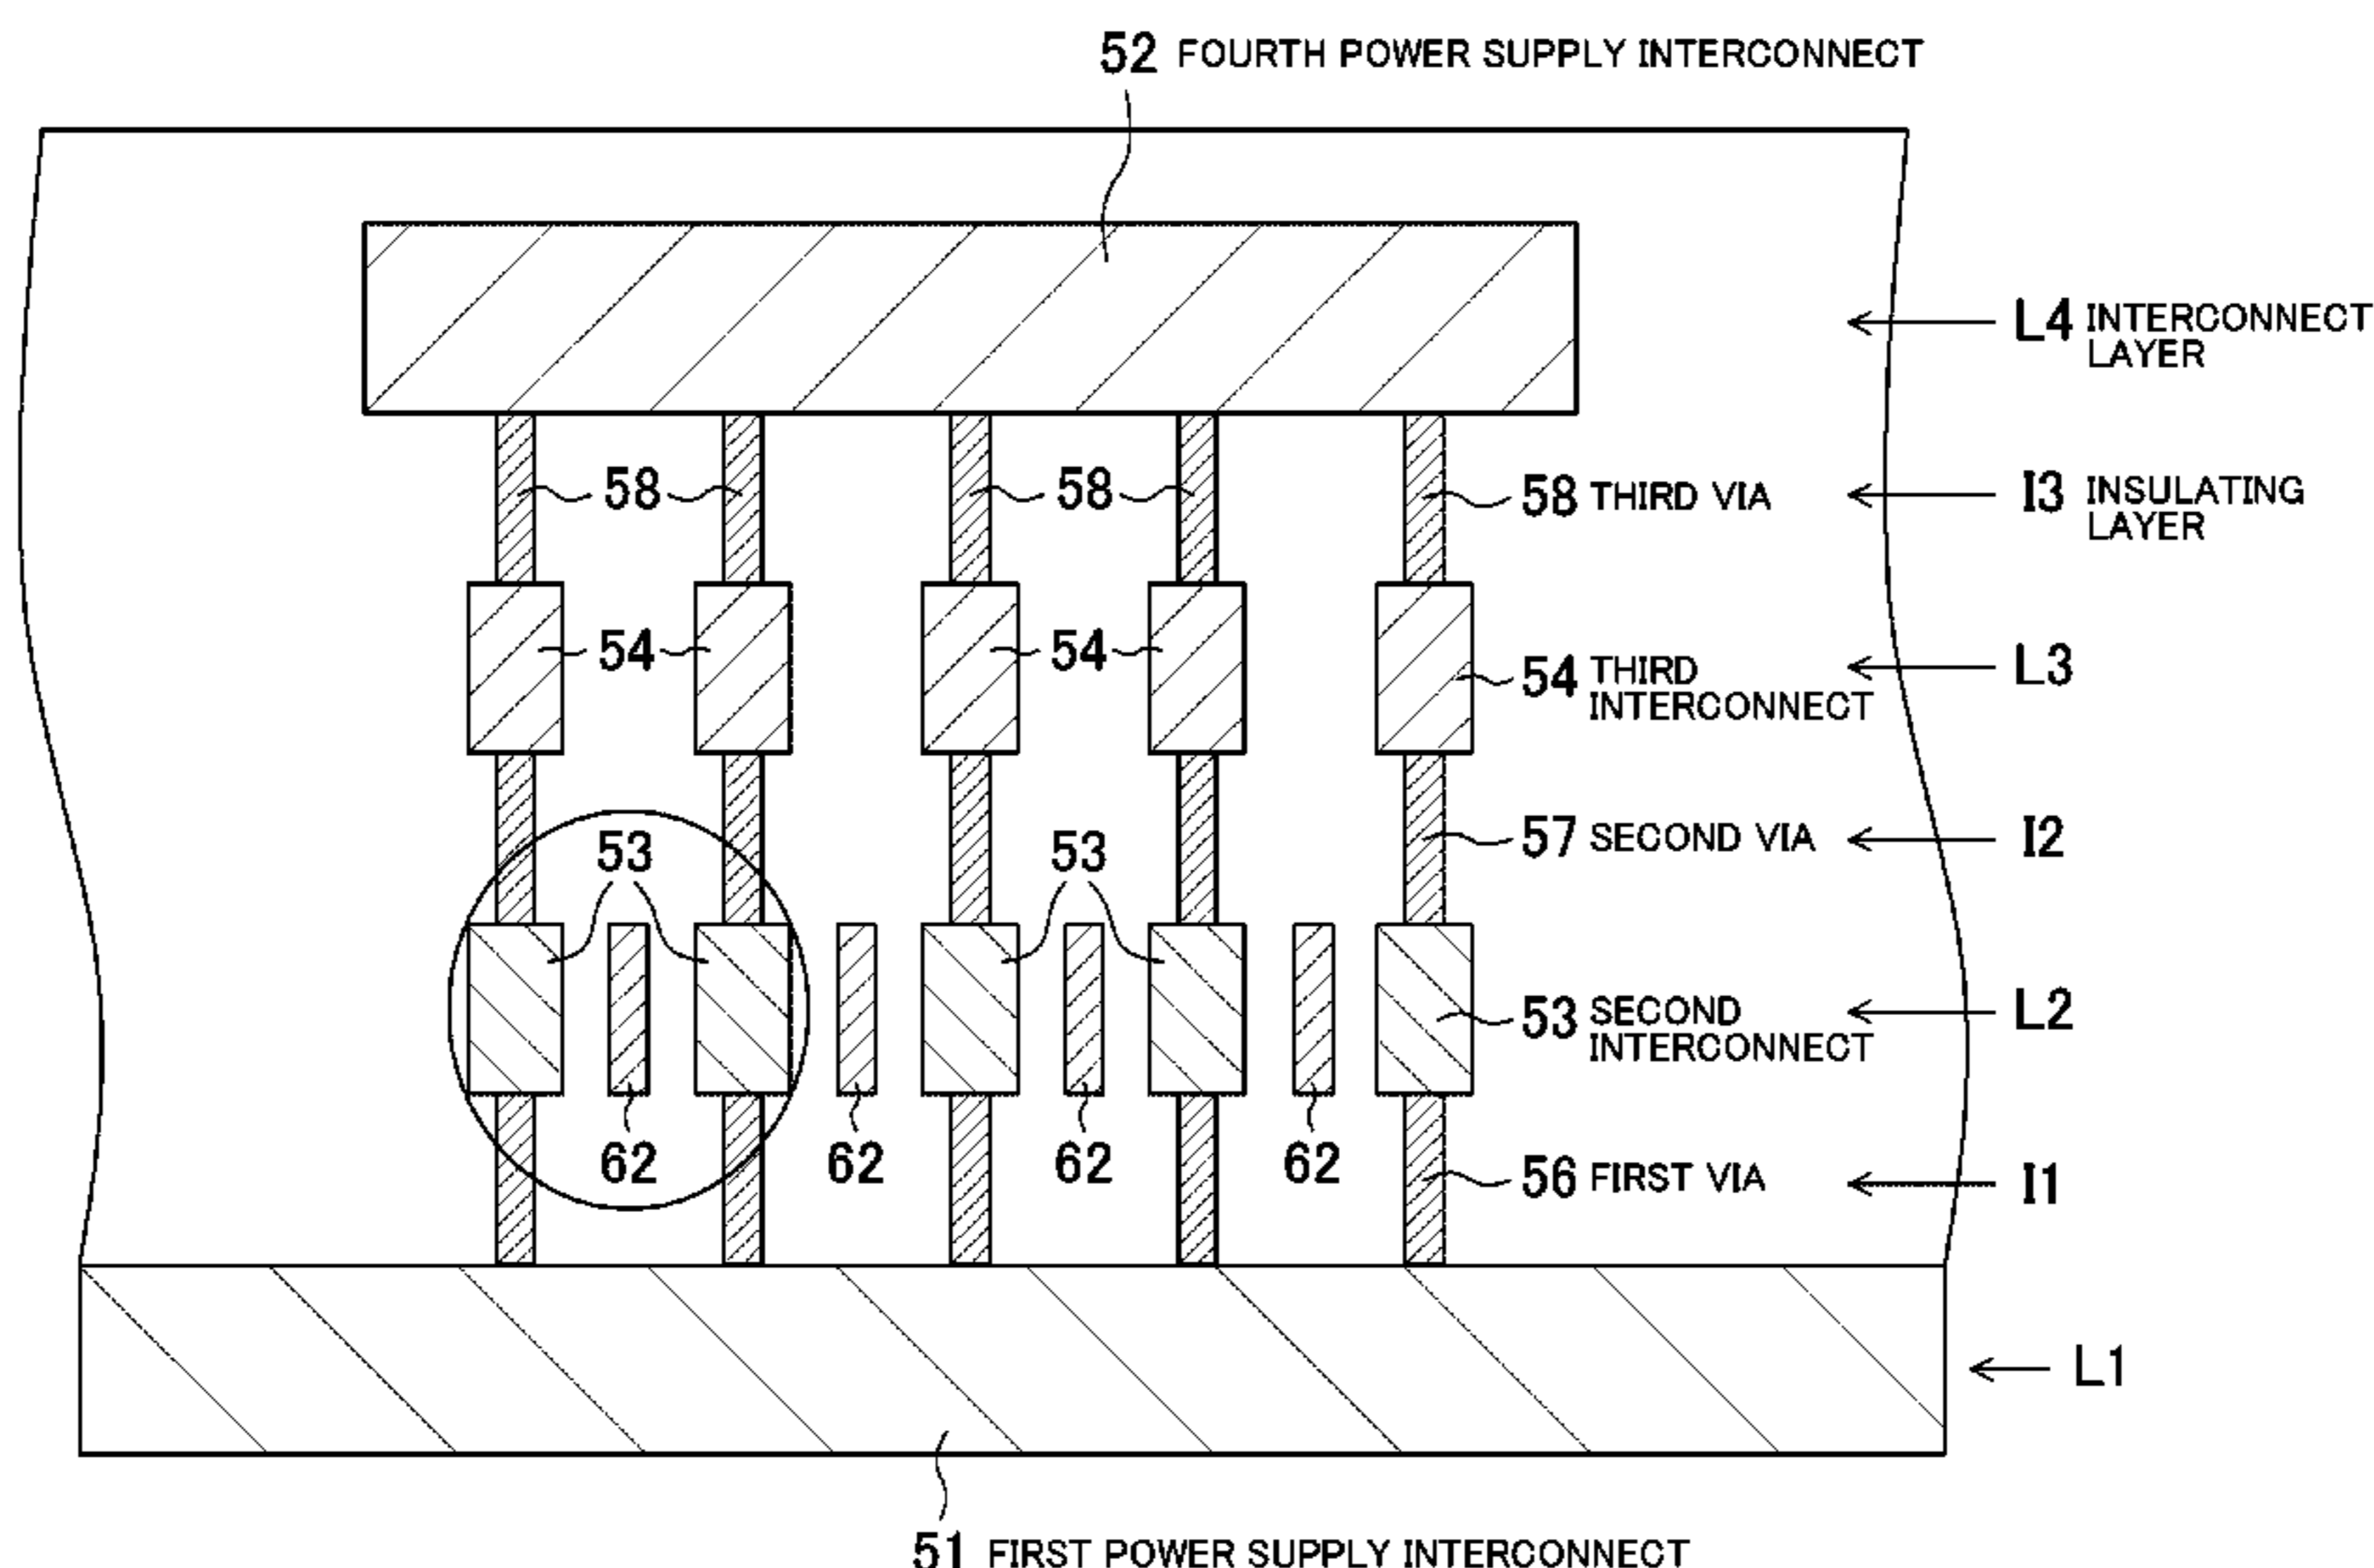 52 FOURTH POWER SUPPLY INTERCONNECT
L4 INTERCONNECT
LAYER
58 58 58 THIRD VIA I3 INSULATING
LAYER
54 54 54 THIRD
INTERCONNECT L3
53 53 57 SECOND VIA I2
53 SECOND
INTERCONNECT L2
62 62 62 62 56 FIRST VIA I1
L1
51 FIRST POWER SUPPLY INTERCONNECT